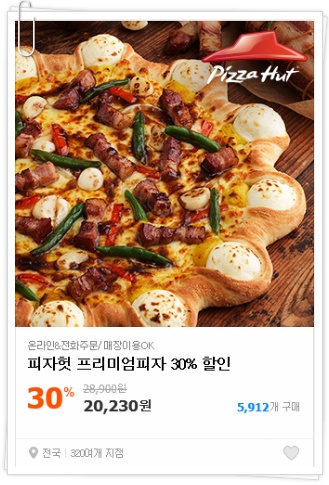 Pizza Hut
온라인&전화주문/ 매장이용OK
피자헛 프리미엄피자 30% 할인
30%
28,900원
20,230원
5,912개 구매
전국 | 320여개 지점